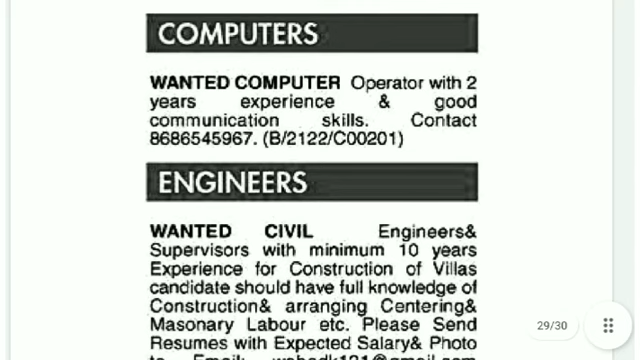 COMPUTERS
WANTED COMPUTER Operator with 2
years experience & good
communication skills. Contact
8686545967. (B/2122/C00201)
ENGINEERS
WANTED CIVIL Engineers&
Supervisors with minimum 10 years
Experience for Construction of Villas
candidate should have full knowledge of
Construction& arranging Centering&
Masonary Labour etc. Please Send
Resumes with Expected Salary& Photo
to Email:
29/30